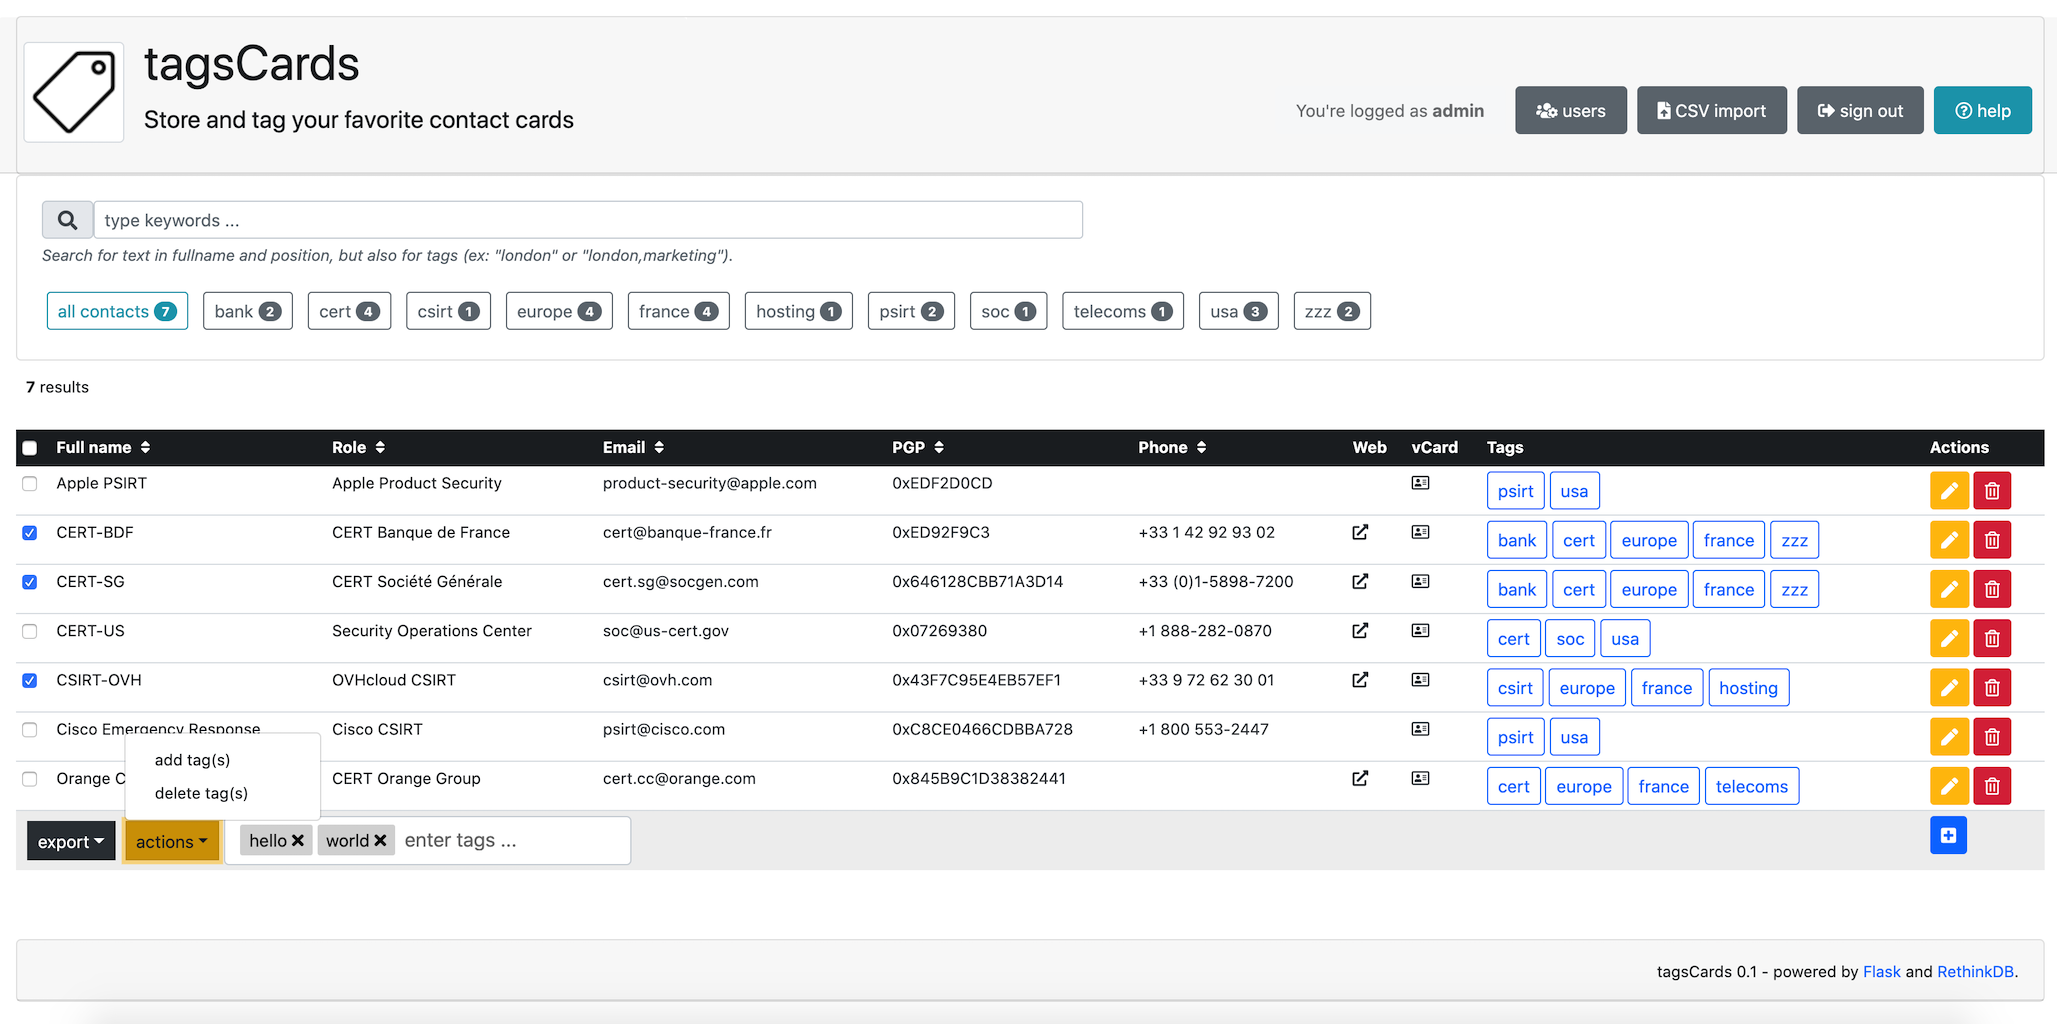 tagsCards
Store and tag your favorite contact cards
You're logged as admin
users
CSV import
sign out
help
type keywords ...
Search for text in fullname and position, but also for tags (ex: "london" or "london,marketing").
all contacts 7 bank 2 cert 4 csirt 1 europe 4 france 4 hosting 1 psirt 2 soc 1 telecoms 1 usa 3 zzz 2
7 results
Full name Role Email PGP Phone Web vCard Tags Actions
Apple PSIRT Apple Product Security product-security@apple.com 0xEDF2D0CD psirt usa
CERT-BDF CERT Banque de France cert@banque-france.fr 0xED92F9C3 +33 1 42 92 93 02 bank cert europe france zzz
CERT-SG CERT Société Générale cert.sg@socgen.com 0x646128CBB71A3D14 +33 (0)1-5898-7200 bank cert europe france zzz
CERT-US Security Operations Center soc@us-cert.gov 0x07269380 +1 888-282-0870 cert soc usa
CSIRT-OVH OVHcloud CSIRT csirt@ovh.com 0x43F7C95E4EB57EF1 +33 9 72 62 30 01 csirt europe france hosting
Cisco Emergency Response Cisco CSIRT psirt@cisco.com 0xC8CE0466CDBBA728 +1 800 553-2447 psirt usa
Orange C CERT Orange Group cert.cc@orange.com 0x845B9C1D38382441 cert europe france telecoms
add tag(s)
delete tag(s)
export actions hello world enter tags ...
tagsCards 0.1 - powered by Flask and RethinkDB.